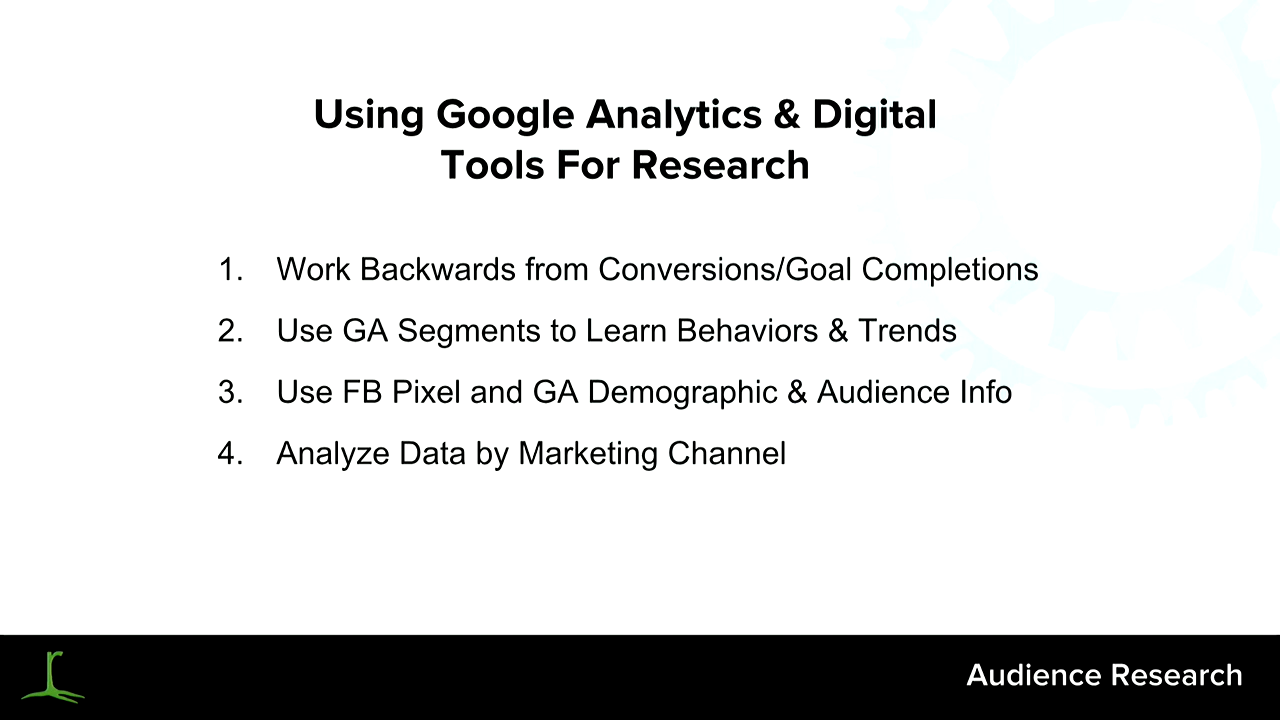 Using Google Analytics & Digital
Tools For Research
1. Work Backwards from Conversions/Goal Completions
2. Use GA Segments to Learn Behaviors & Trends
3. Use FB Pixel and GA Demographic & Audience Info
4. Analyze Data by Marketing Channel
Audience Research